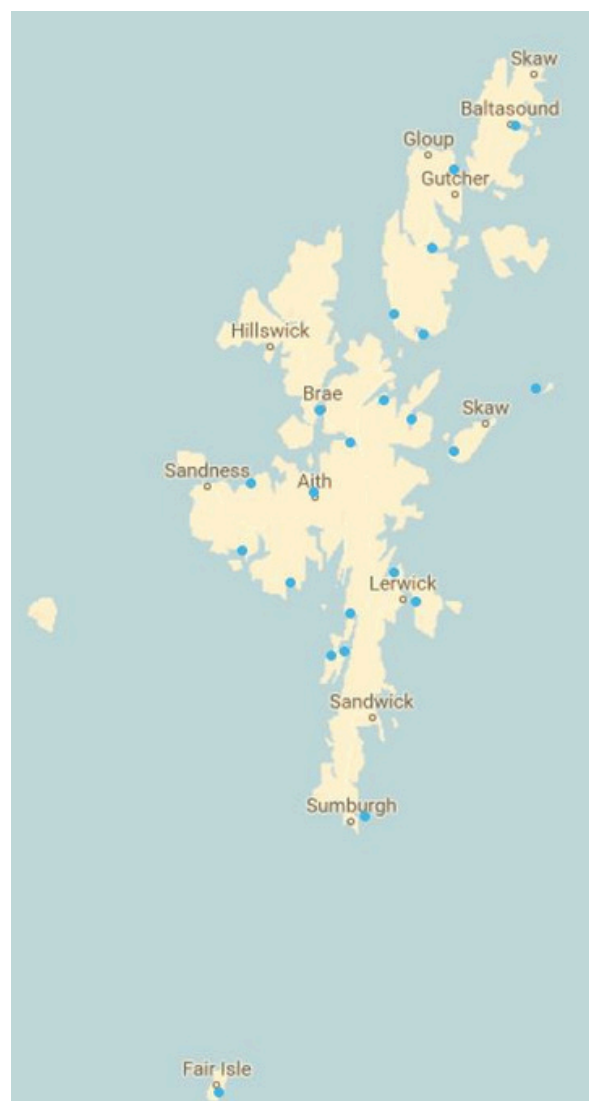 Skaw
Baltasound
Gloup
Gutcher
Hillswick
Brae
Skaw
Sandness
Aith
Lerwick
Sandwick
Sumburgh
Fair Isle